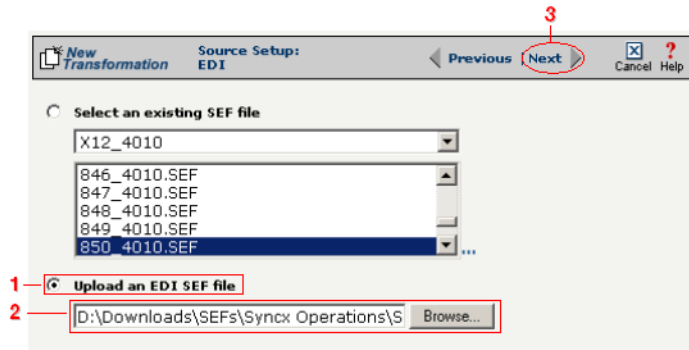 3
New Transformation
Source Setup: EDI
Previous
Next
Cancel
? Help
Select an existing SEF file
X12_4010
846_4010.SEF
847_4010.SEF
848_4010.SEF
849_4010.SEF
850_4010.SEF
...
1
Upload an EDI SEF file
2
D:\Downloads\SEFs\Syncx Operations\S
Browse...